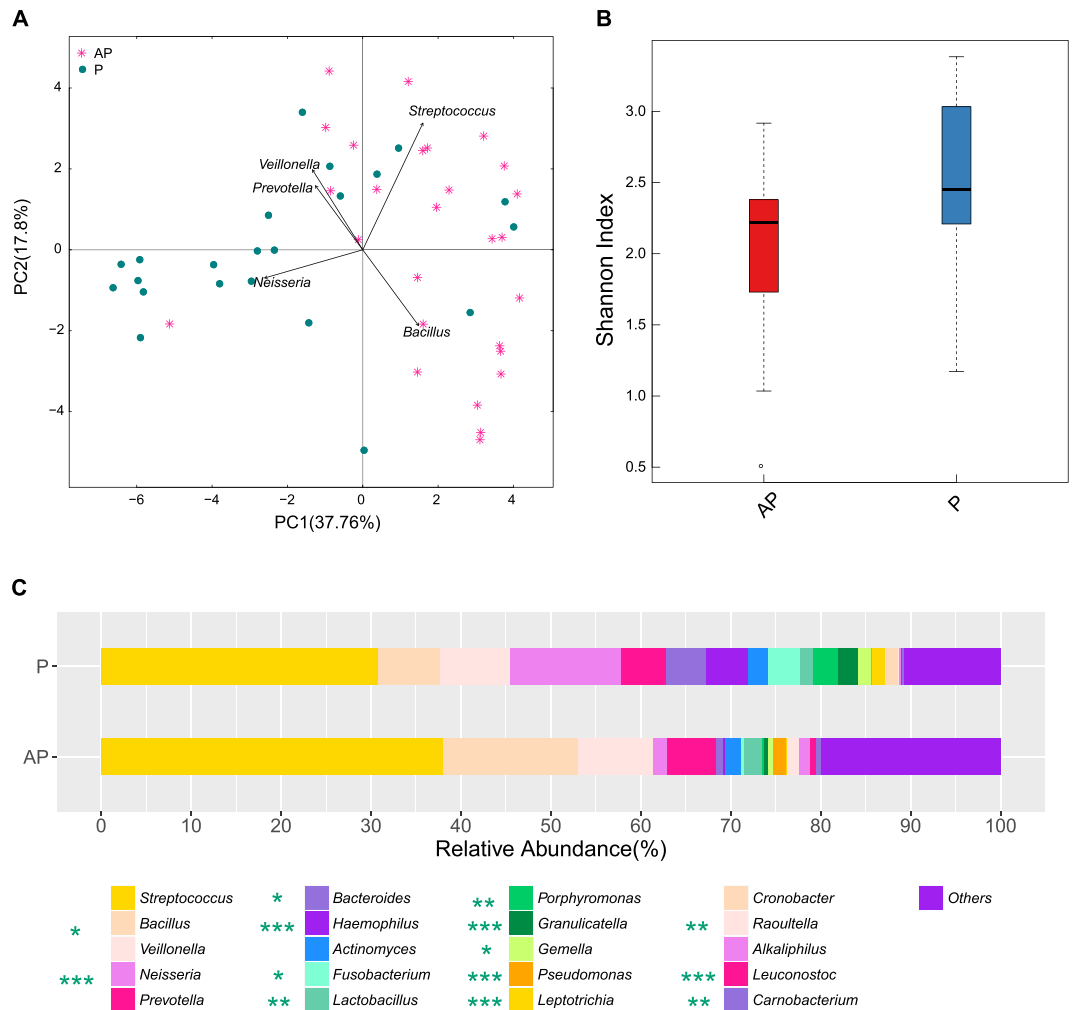 A
AP
P
Streptococcus
Veillonella
Prevotella
Neisseria
Bacillus
4
2
0
−2
−4
−6
−4
−2
0
2
4
PC2(17.8%)
PC1(37.76%)
B
3.0
2.5
2.0
1.5
1.0
0.5
Shannon Index
AP
P
C
P
AP
0 10 20 30 40 50 60 70 80 90 100
Relative Abundance(%)
Streptococcus
* Bacillus
Veillonella
*** Neisseria
Prevotella
* Bacteroides
*** Haemophilus
Actinomyces
* Fusobacterium
** Lactobacillus
** Porphyromonas
*** Granulicatella
* Gemella
*** Pseudomonas
*** Leptotrichia
Cronobacter
** Raoultella
Alkaliphilus
*** Leuconostoc
** Carnobacterium
Others